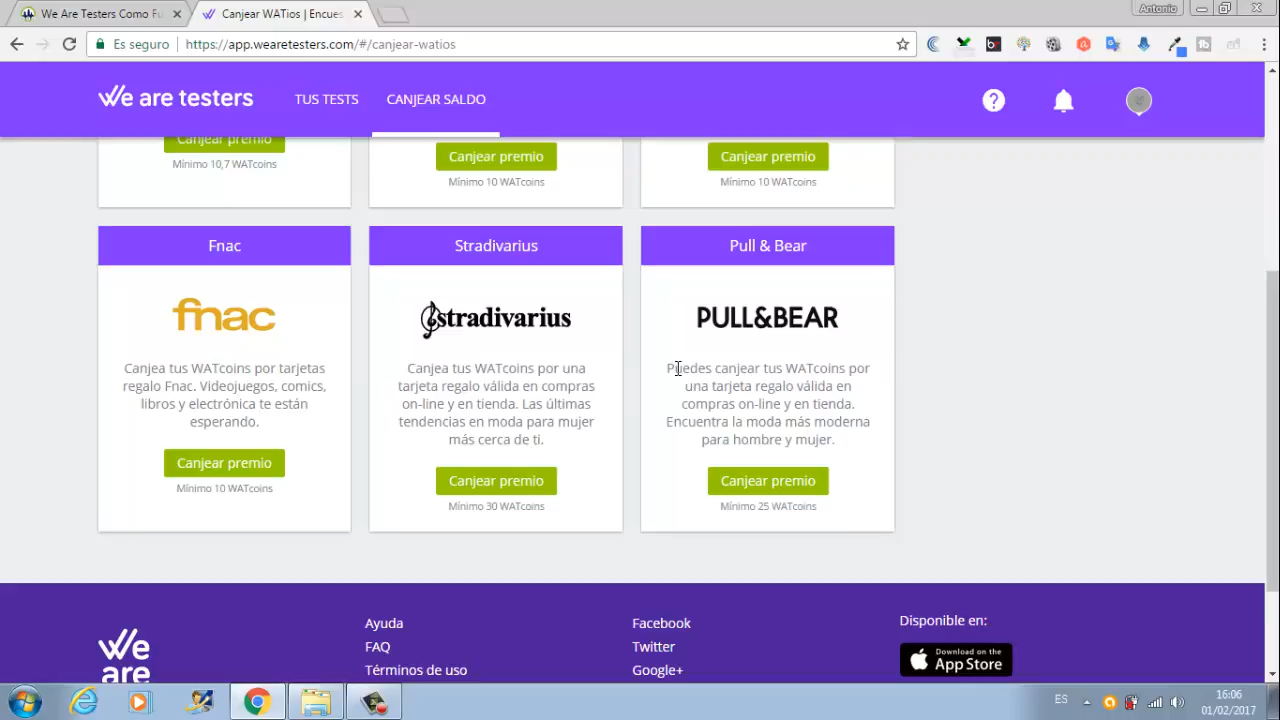 We Are Testers Como Fu
Canjear WATios | Encues
Antonio
Es seguro
https://app.wearetesters.com/#/canjear-watios
We are testers
TUS TESTS
CANJEAR SALDO
Canjear premio
Mínimo 10,7 WATcoins
Canjear premio
Mínimo 10 WATcoins
Canjear premio
Mínimo 10 WATcoins
Fnac
fnac
Canjea tus WATcoins por tarjetas
regalo Fnac. Videojuegos, comics,
libros y electrónica te están
esperando.
Canjear premio
Mínimo 10 WATcoins
Stradivarius
stradivarius
Canjea tus WATcoins por una
tarjeta regalo válida en compras
on-line y en tienda. Las últimas
tendencias en moda para mujer
más cerca de ti.
Canjear premio
Mínimo 30 WATcoins
Pull & Bear
PULL&BEAR
Puedes canjear tus WATcoins por
una tarjeta regalo válida en
compras on-line y en tienda.
Encuentra la moda más moderna
para hombre y mujer.
Canjear premio
Mínimo 25 WATcoins
we
are
Ayuda
FAQ
Términos de uso
Facebook
Twitter
Google+
Disponible en:
Download on the
App Store
ES
16:06
01/02/2017